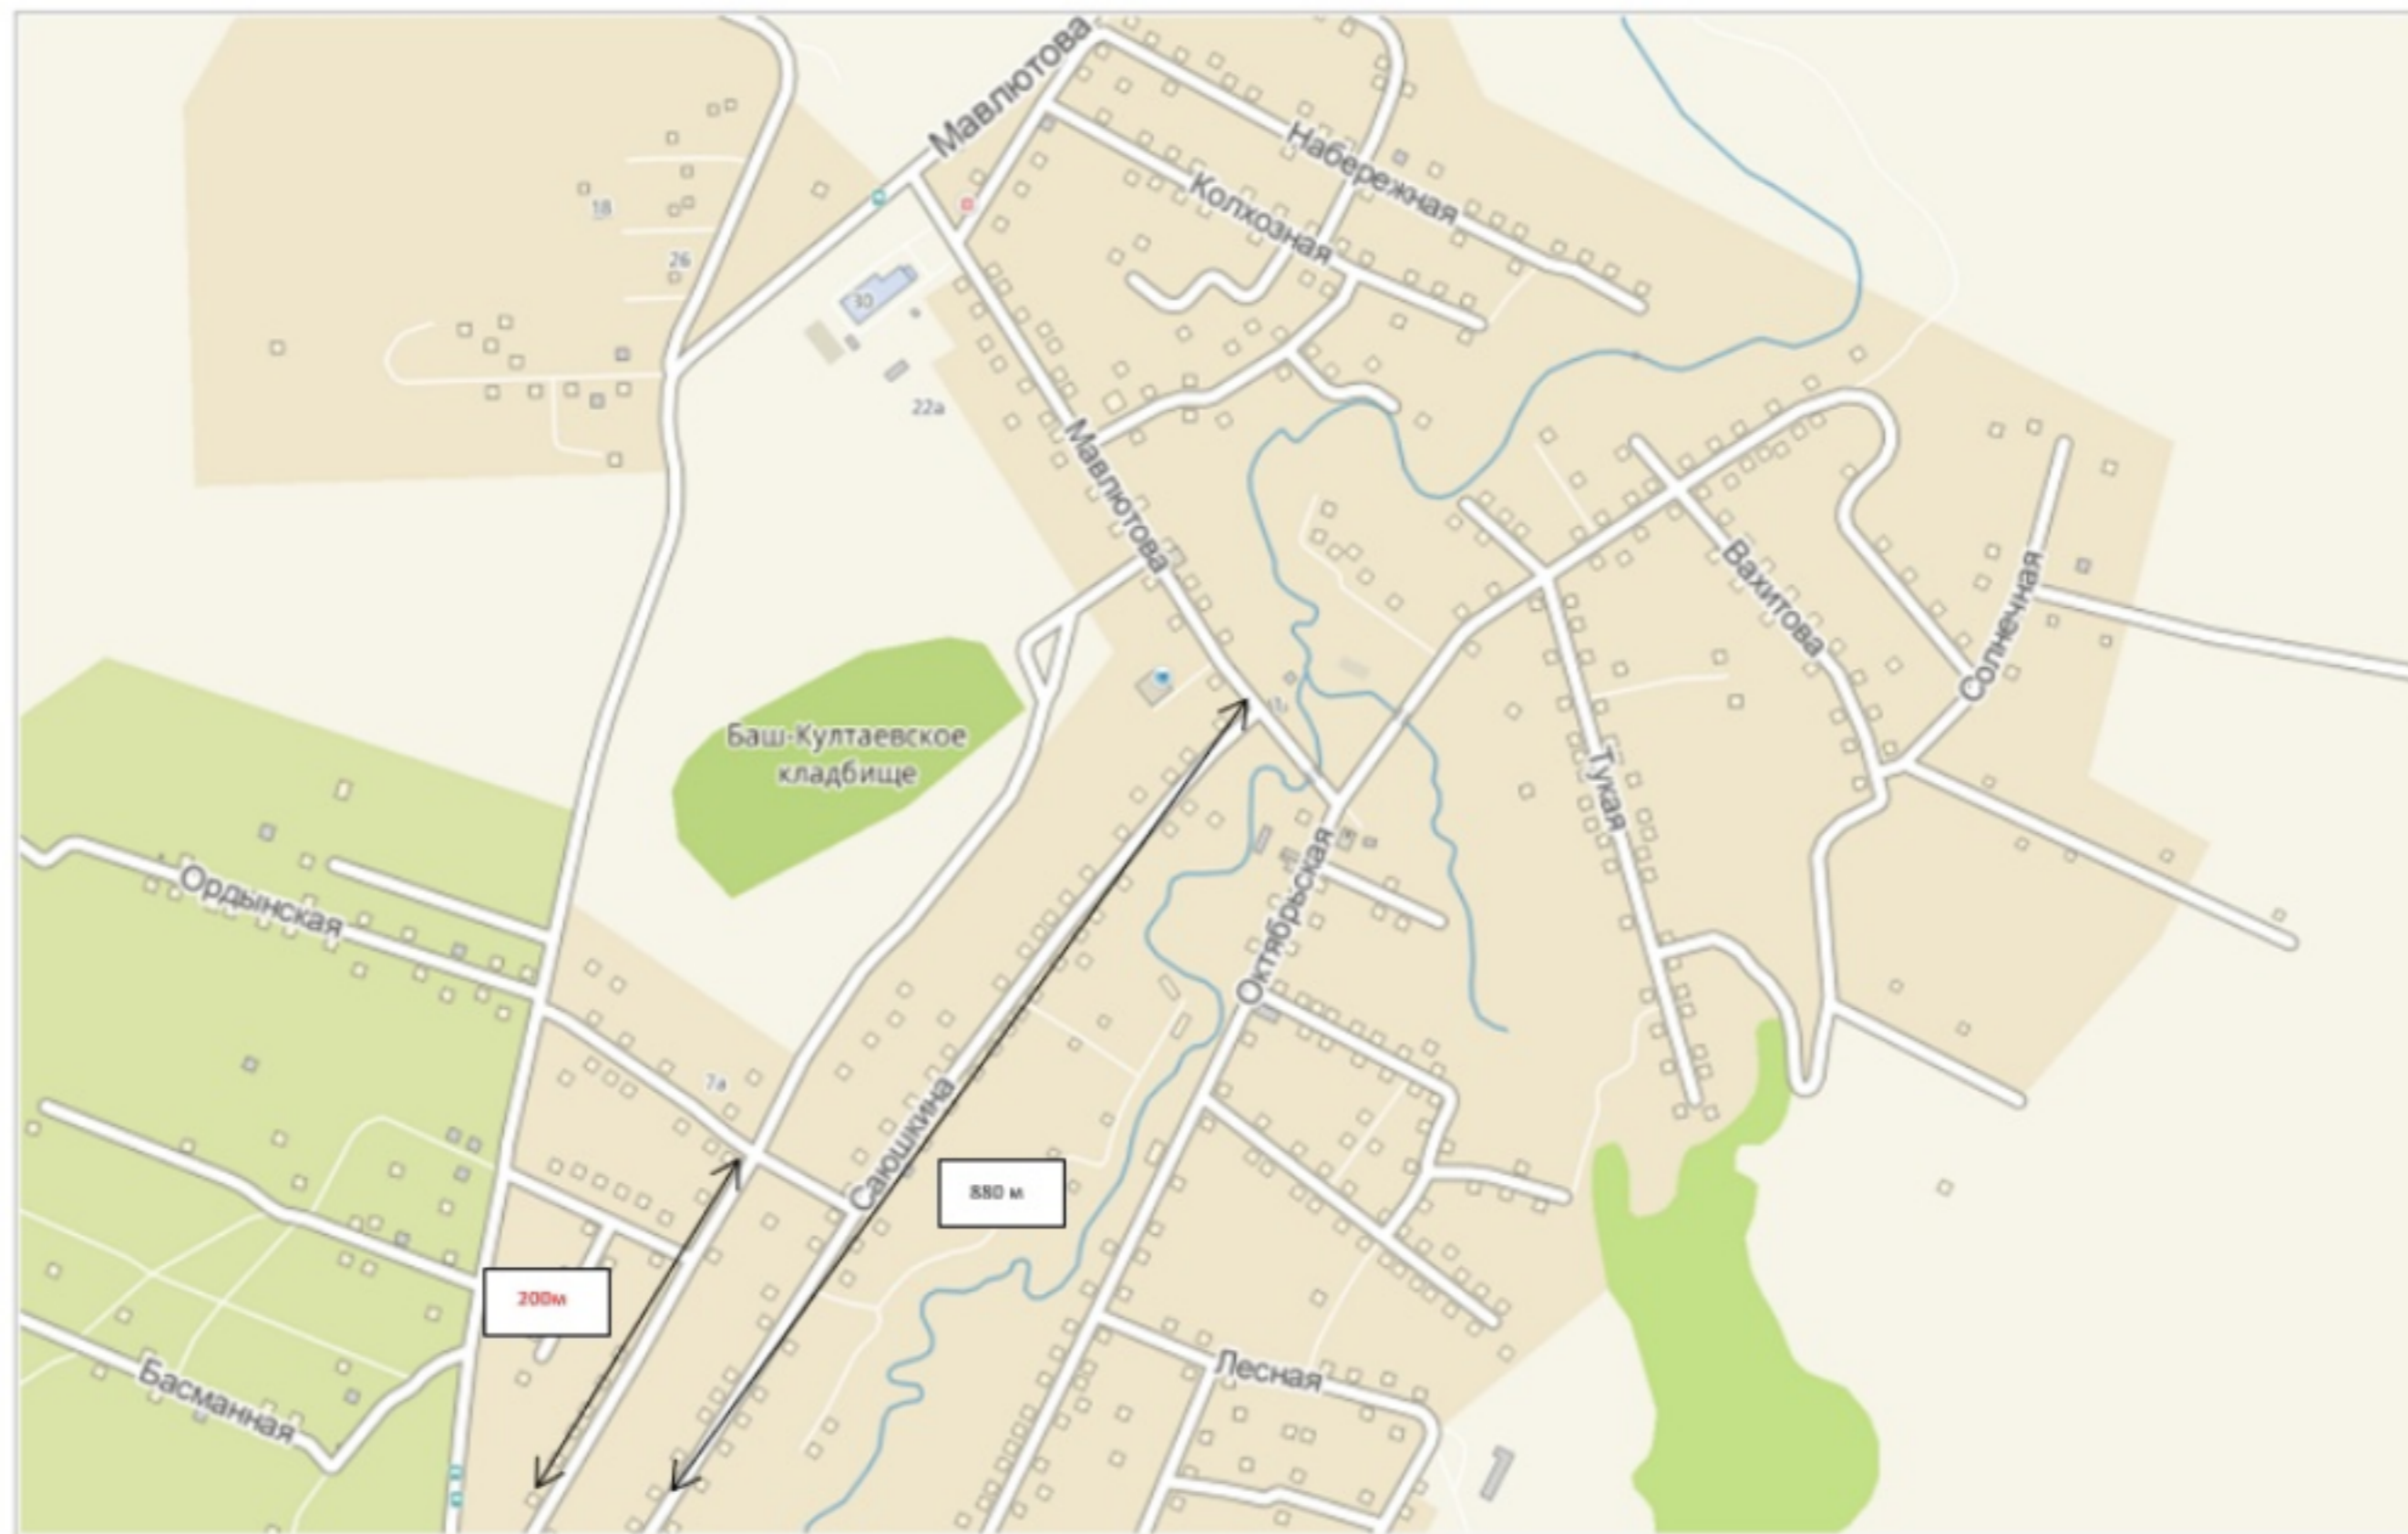 Мавлютова
Набережная
Колхозная
18
26
30
22а
Мавлютова
Вахитова
Солнечная
Баш-Култаевское
кладбище
Тукая
Ордынская
Октябрьская
7а
Саюшкина
880 м
200м
Лесная
Басманная